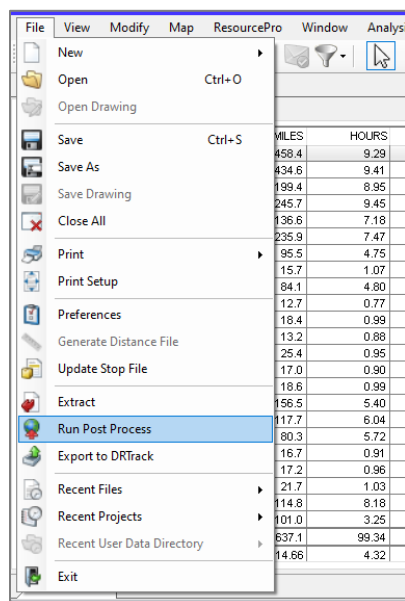 File View Modify Map ResourcePro Window Analys
New
Open Ctrl+O
Open Drawing
Save Ctrl+S
Save As
Save Drawing
Close All
Print
Print Setup
Preferences
Generate Distance File
Update Stop File
Extract
Run Post Process
Export to DRTrack
Recent Files
Recent Projects
Recent User Data Directory
Exit
MILES HOURS
458.4 9.29
434.6 9.41
199.4 8.95
245.7 9.45
136.6 7.18
235.9 7.47
95.5 4.75
15.7 1.07
84.1 4.80
12.7 0.77
18.4 0.99
13.2 0.88
25.4 0.95
17.0 0.90
18.6 0.99
156.5 5.40
117.7 6.04
80.3 5.72
16.7 0.91
17.2 0.96
21.7 1.03
114.8 8.18
101.0 3.25
637.1 99.34
14.66 4.32